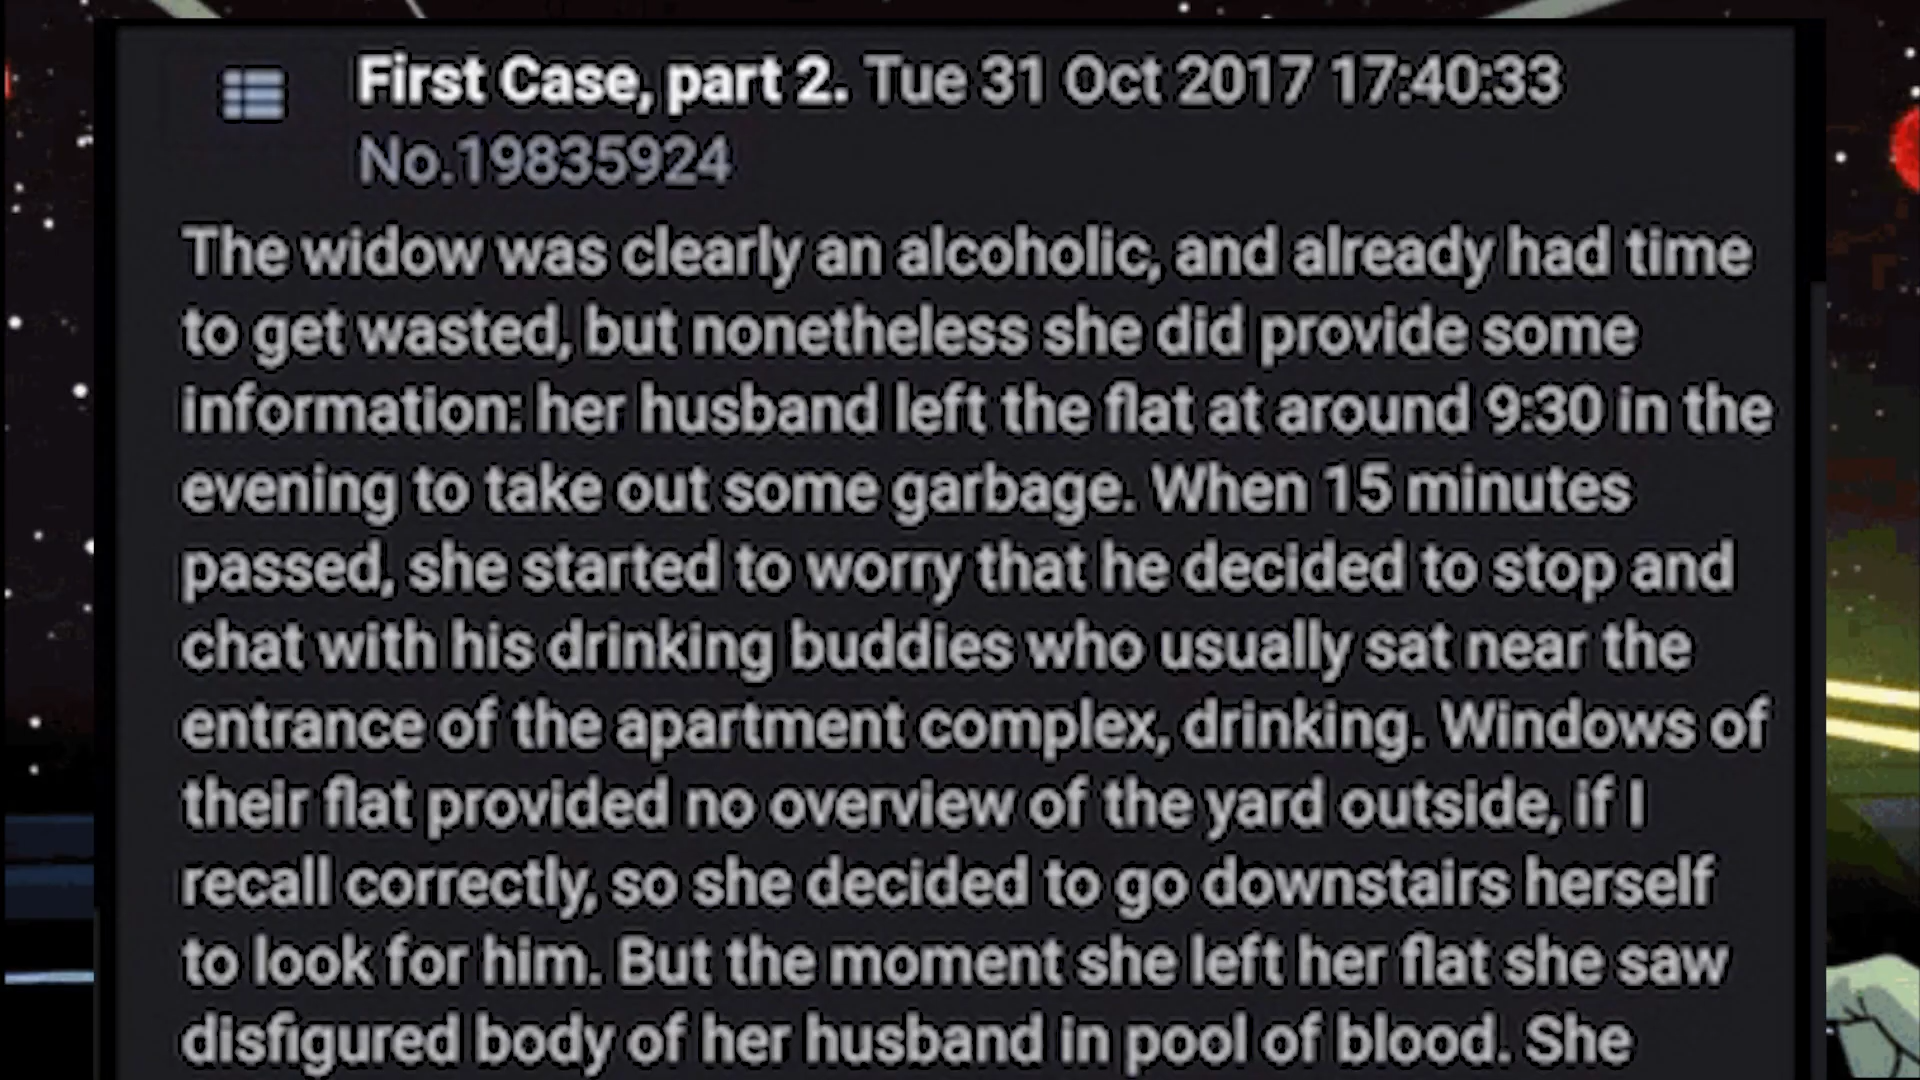 First Case, part 2. Tue 31 Oct 2017 17:40:33
No.19835924
The widow was clearly an alcoholic, and already had time
to get wasted, but nonetheless she did provide some
information: her husband left the flat at around 9:30 in the
evening to take out some garbage. When 15 minutes
passed, she started to worry that he decided to stop and
chat with his drinking buddies who usually sat near the
entrance of the apartment complex, drinking. Windows of
their flat provided no overview of the yard outside, if I
recall correctly, so she decided to go downstairs herself
to look for him. But the moment she left her flat she saw
disfigured body of her husband in pool of blood. She